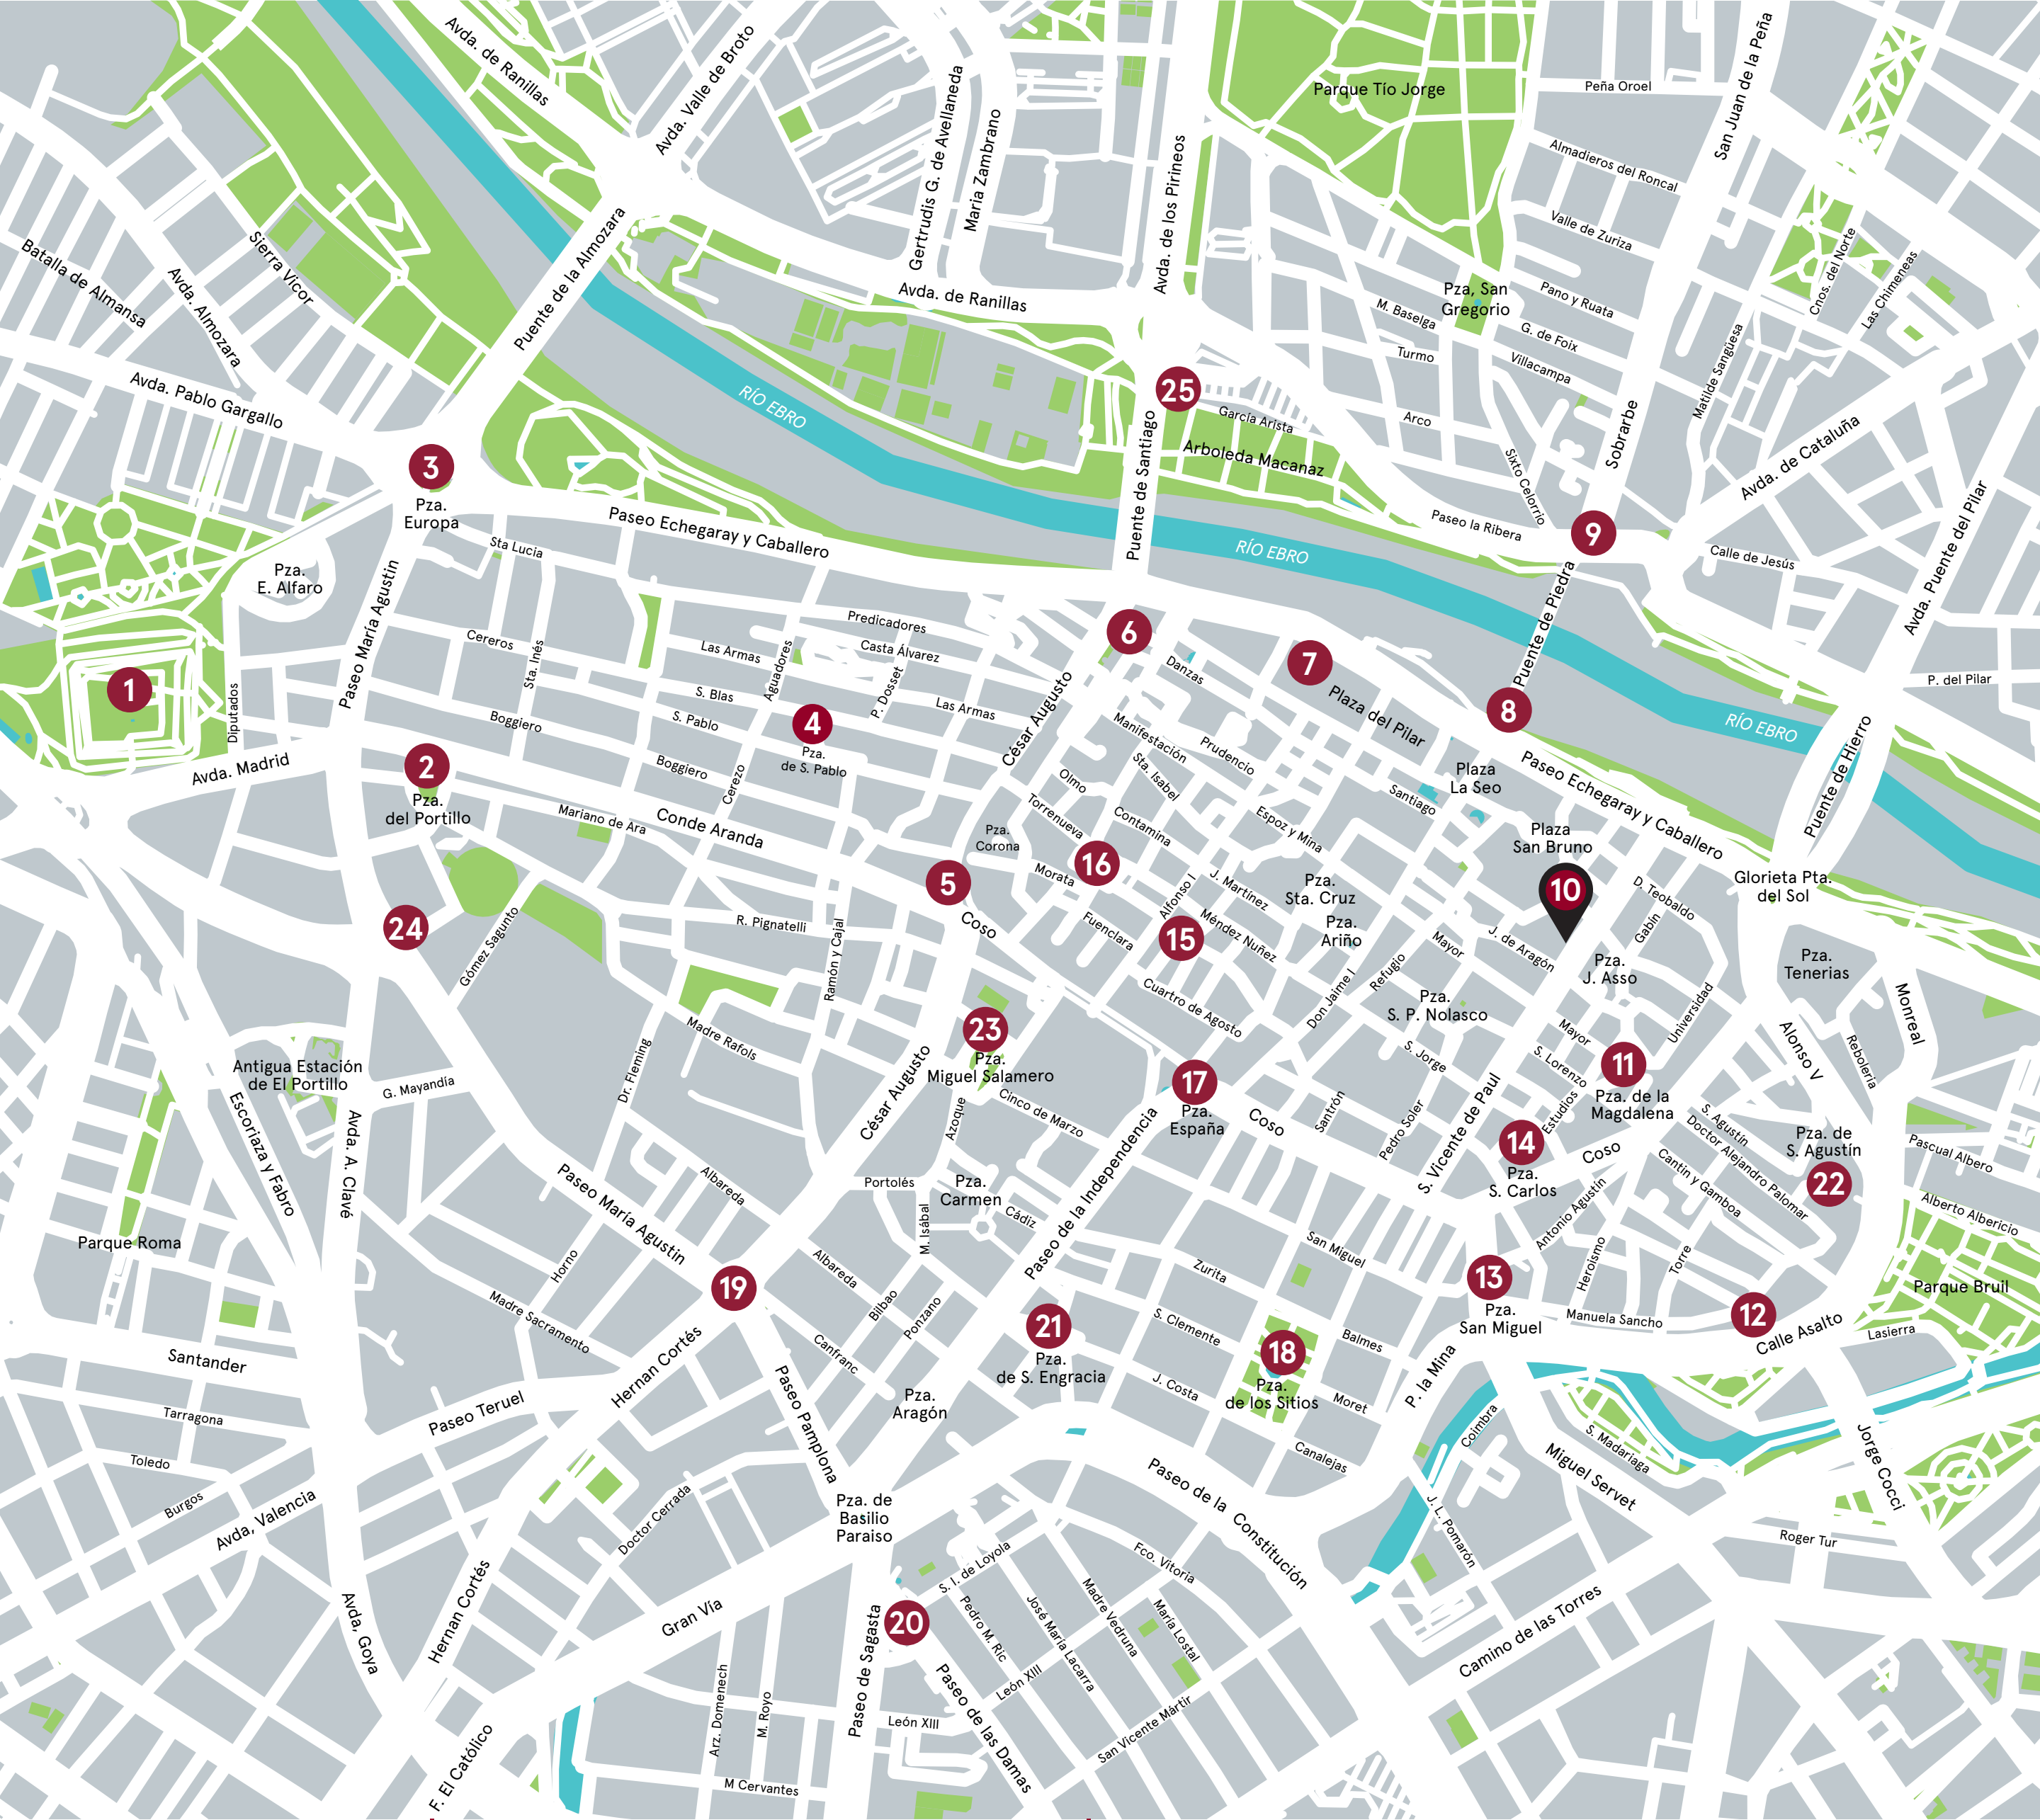 Avda. de Ranillas
Avda. Valle de Broto
Gertrudis G. de Avellaneda
Maria Zambrano
Avda. de los Pirineos
Parque Tío Jorge
Peña Oroel
San Juan de la Peña
Almadieros del Roncal
Valle de Zuriza
Cnos. del Norte
Las Chimeneas
Batalla de Almansa
Avda. Almozara
Sierra Vicor
Puente de la Almozara
Avda. de Ranillas
Pza, San
Gregorio
Pano y Ruata
M. Baselga
G. de Foix
Turmo
Villacampa
Matilde Sangüesa
Avda. Pablo Gargallo
RÍO EBRO
25
García Arista
Arco
Sobrarbe
Avda. de Cataluña
Arboleda Macanaz
Puente de Santiago
Sixto Celorrio
3
Pza.
Europa
Paseo Echegaray y Caballero
Paseo la Ribera
9
Avda. Puente del Pilar
Sta Lucia
RÍO EBRO
Calle de Jesús
Pza.
E. Alfaro
Paseo María Agustin
Puente de Piedra
Predicadores
Cereros
Sta. Inés
Las Armas
Aguadores
Casta Álvarez
6
Danzas
7
P. del Pilar
1
Diputados
S. Blas
P. Dosset
Las Armas
César Augusto
Plaza del Pilar
8
RÍO EBRO
Boggiero
S. Pablo
4
Pza.
de S. Pablo
Manifestación
Prudencio
Puente de Hierro
Avda. Madrid
2
Pza.
del Portillo
Boggiero
Cerezo
Olmo
Sta. Isabel
Plaza
La Seo
Santiago
Paseo Echegaray y Caballero
Mariano de Ara
Conde Aranda
Pza.
Corona
Torrenueva
Contamina
Espoz y Mina
Plaza
San Bruno
5
Morata
16
Alfonso I
J. Martinez
Pza.
Sta. Cruz
10
D. Teobaldo
Glorieta Pta.
del Sol
24
Gómez Sagunto
R. Pignatelli
Ramón y Cajal
Coso
Fuenclara
15
Méndez Nuñez
Pza.
Ariño
Mayor
J. de Aragón
Gabín
Pza.
J. Asso
Pza.
Tenerias
Refugio
Don Jaime I
Cuatro de Agosto
Pza.
S. P. Nolasco
Universidad
Monreal
Madre Rafols
23
Pza.
Miguel Salamero
Mayor
S. Jorge
S. Lorenzo
11
Pza. de la
Magdalena
Alonso V
Reboleria
Antigua Estación
de El Portillo
G. Mayandía
Dr. Fleming
César Augusto
Azoque
Cinco de Marzo
17
Pza.
España
Coso
Santrón
Pedro Soler
S. Vicente de Paul
Estudios
14
Pza.
S. Carlos
Coso
S. Agustín
Doctor Alejandro Palomar
Pza. de
S. Agustín
22
Pascual Albero
Alberto Albericio
Escoriaza y Fabro
Avda. A. Clavé
Paseo María Agustin
Albareda
Portolés
Pza.
Carmen
Cádiz
M. Isábal
Paseo de la Independencia
Cantin y Gamboa
Antonio Agustín
Heroismo
Torre
Parque Roma
Horno
Albareda
San Miguel
Zurita
13
Pza.
San Miguel
Manuela Sancho
12
Calle Asalto
Parque Bruil
Lasierra
Madre Sacramento
19
Bilbao
Ponzano
21
Pza.
de S. Engracia
S. Clemente
18
Pza.
de los Sitios
Balmes
Santander
Hernan Cortés
Canfranc
J. Costa
Moret
P. la Mina
Tarragona
Paseo Teruel
Paseo Pamplona
Pza.
Aragón
Canalejas
Coimbra
S. Madariaga
Miguel Servet
Jorge Cocci
Toledo
Burgos
Avda, Valencia
Doctor Cerrada
Pza. de
Basilio
Paraiso
Paseo de la Constitución
J. L. Pomarón
Roger Tur
Avda, Goya
Hernan Cortés
Gran Vía
S. I. de Loyola
Fco. Vitoria
20
Pedro M. Ric
José María Lacarra
Madre Vedruna
María Lostal
Camino de las Torres
Paseo de Sagasta
Paseo de las Damas
León XIII
León XIII
San Vicente Mártir
F. El Católico
Arz. Domenech
M. Royo
M Cervantes